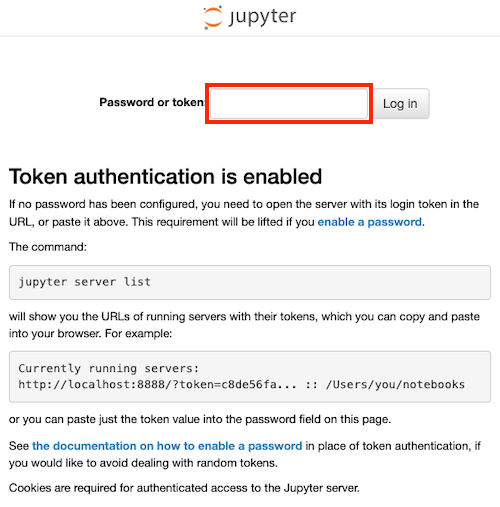 jupyter
Password or token: Log in
Token authentication is enabled
If no password has been configured, you need to open the server with its login token in the
URL, or paste it above. This requirement will be lifted if you enable a password.
The command:
jupyter server list
will show you the URLs of running servers with their tokens, which you can copy and paste
into your browser. For example:
Currently running servers:
http://localhost:8888/?token=c8de56fa... :: /Users/you/notebooks
or you can paste just the token value into the password field on this page.
See the documentation on how to enable a password in place of token authentication, if
you would like to avoid dealing with random tokens.
Cookies are required for authenticated access to the Jupyter server.